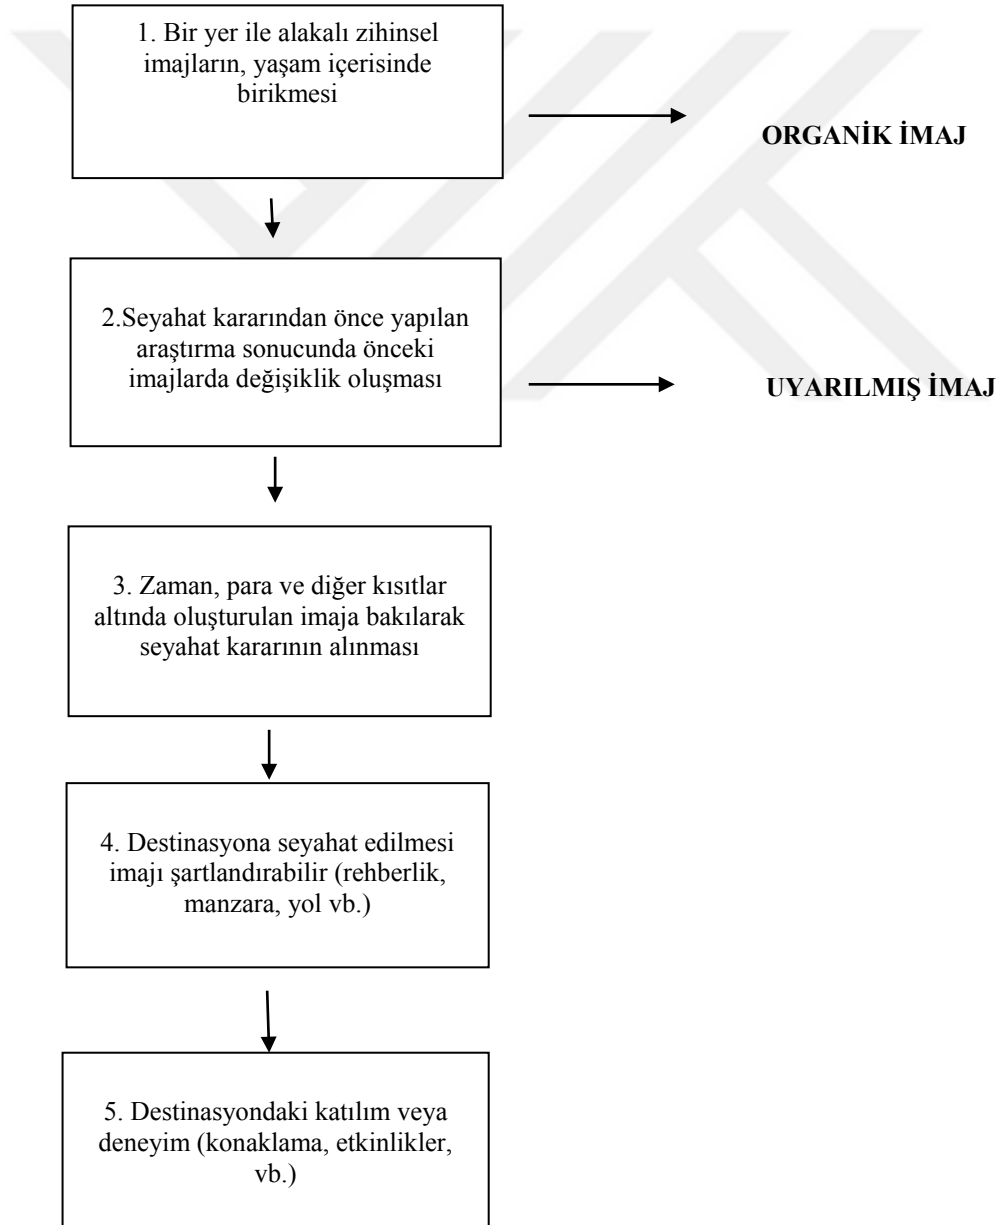 1. Bir yer ile alakalı zihinsel
imajların, yaşam içerisinde
birikmesi
ORGANİK İMAJ
2.Seyahat kararından önce yapılan
araştırma sonucunda önceki
imajlarda değişiklik oluşması
UYARILMIŞ İMAJ
3. Zaman, para ve diğer kısıtlar
altında oluşturulan imaja bakılarak
seyahat kararının alınması
4. Destinasyona seyahat edilmesi
imajı şartlandırabilir (rehberlik,
manzara, yol vb.)
5. Destinasyondaki katılım veya
deneyim (konaklama, etkinlikler,
vb.)